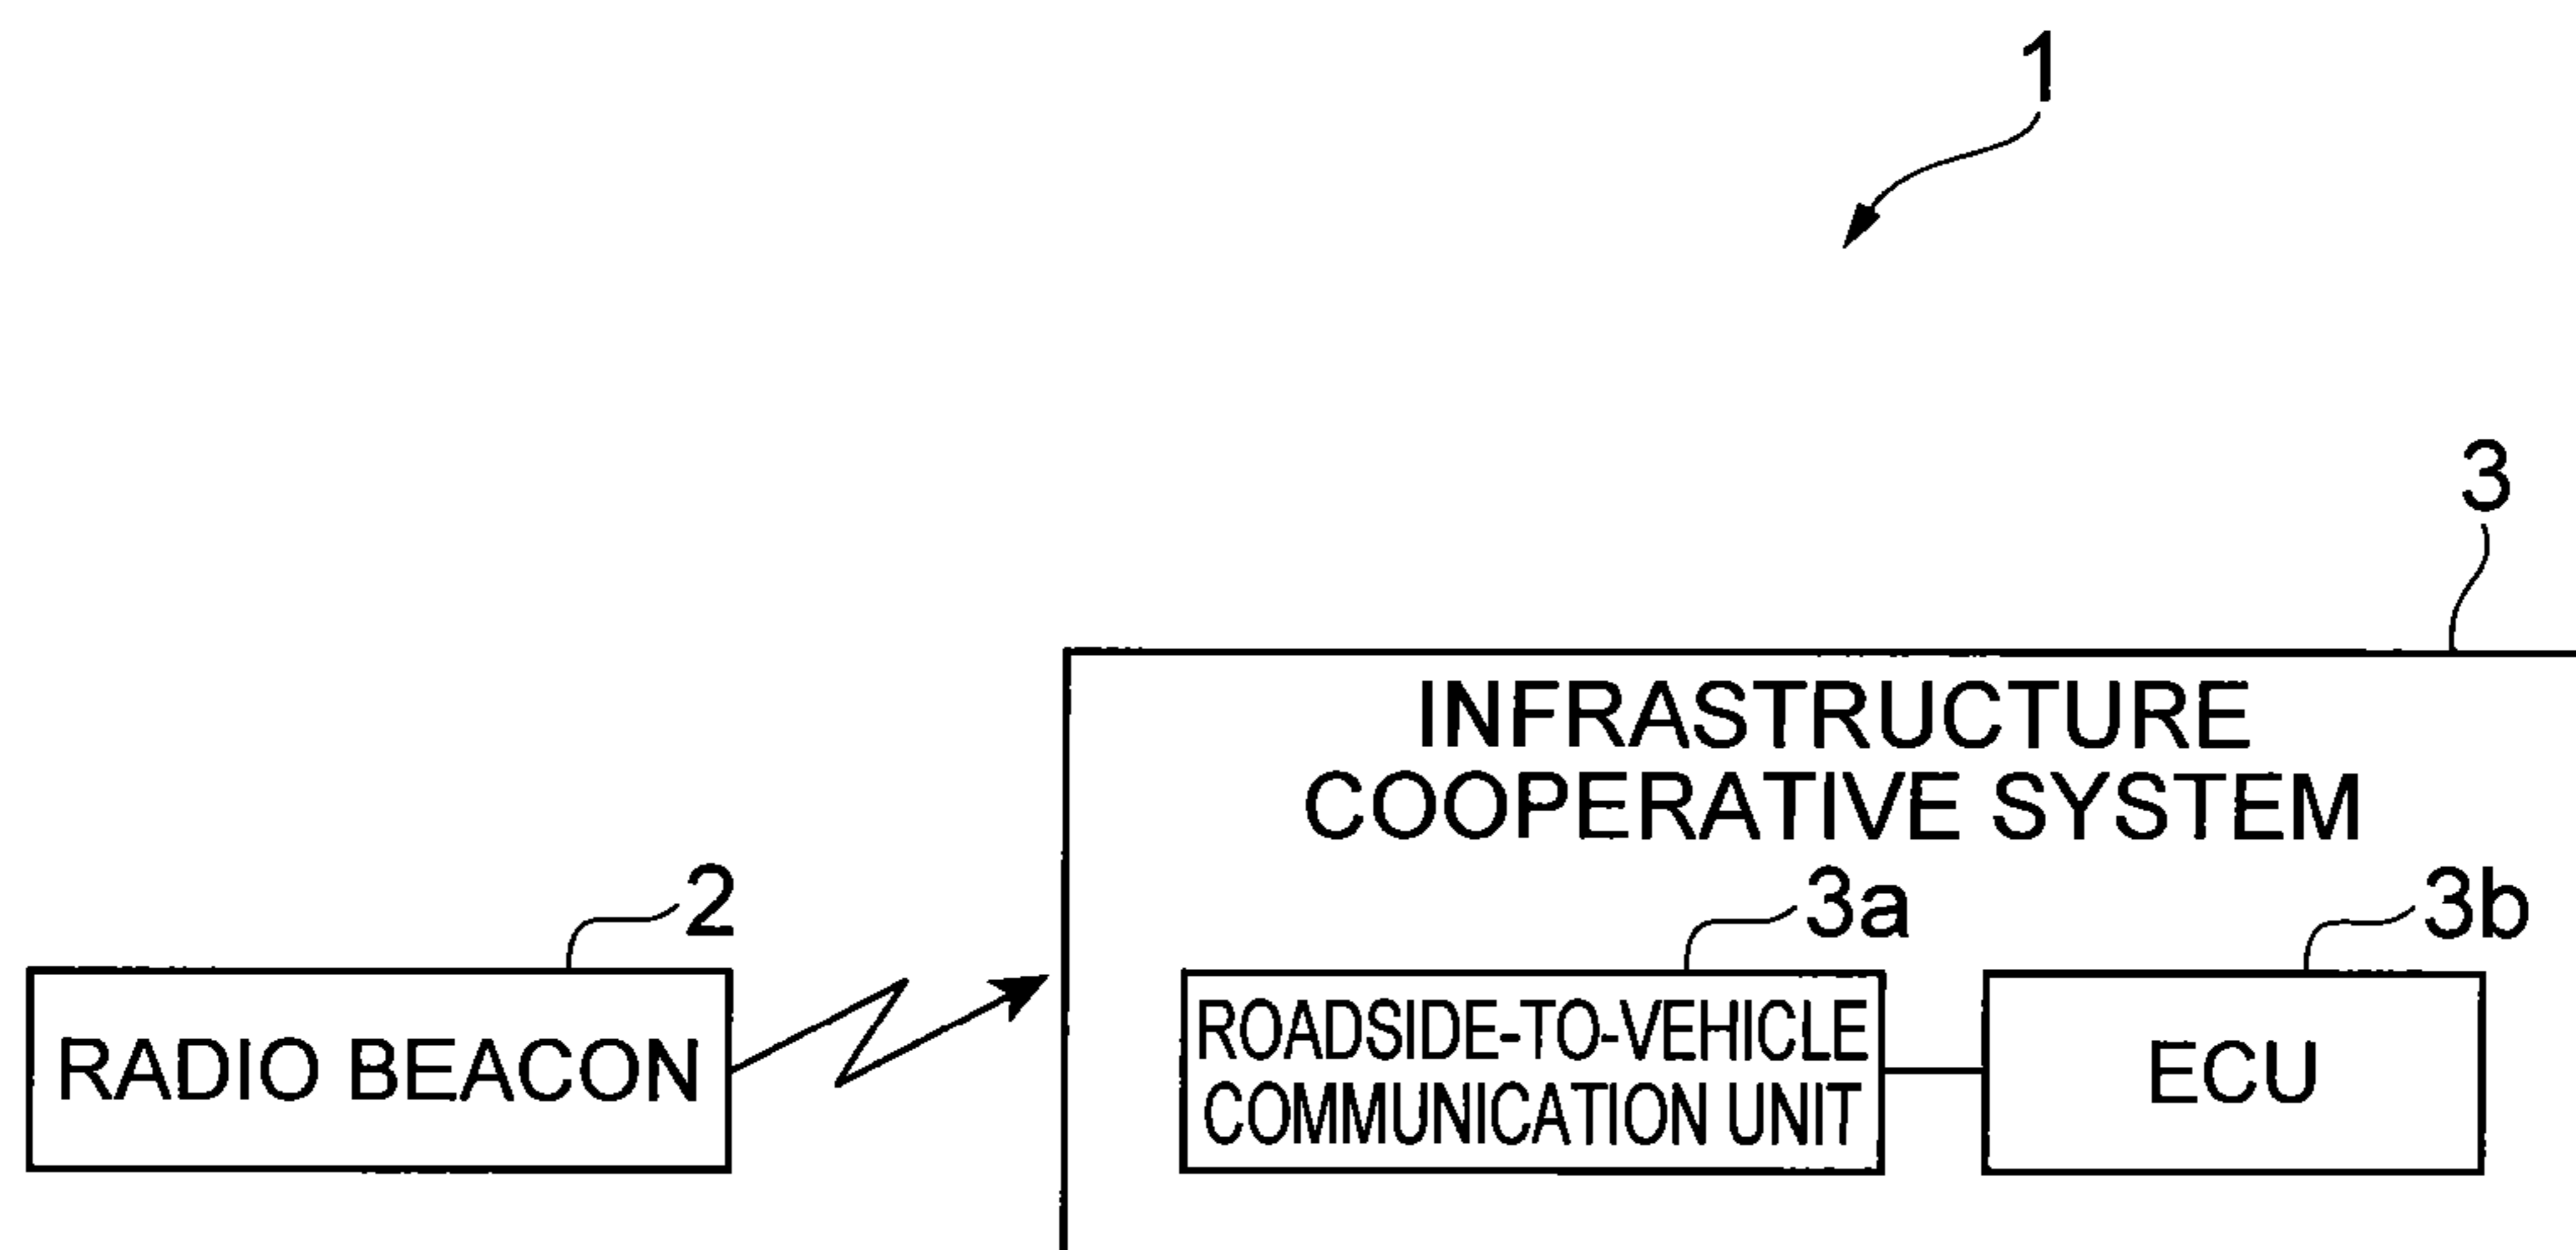 1
3
INFRASTRUCTURE
COOPERATIVE SYSTEM
2
3a
3b
RADIO BEACON
ROADSIDE-TO-VEHICLE
COMMUNICATION UNIT
ECU